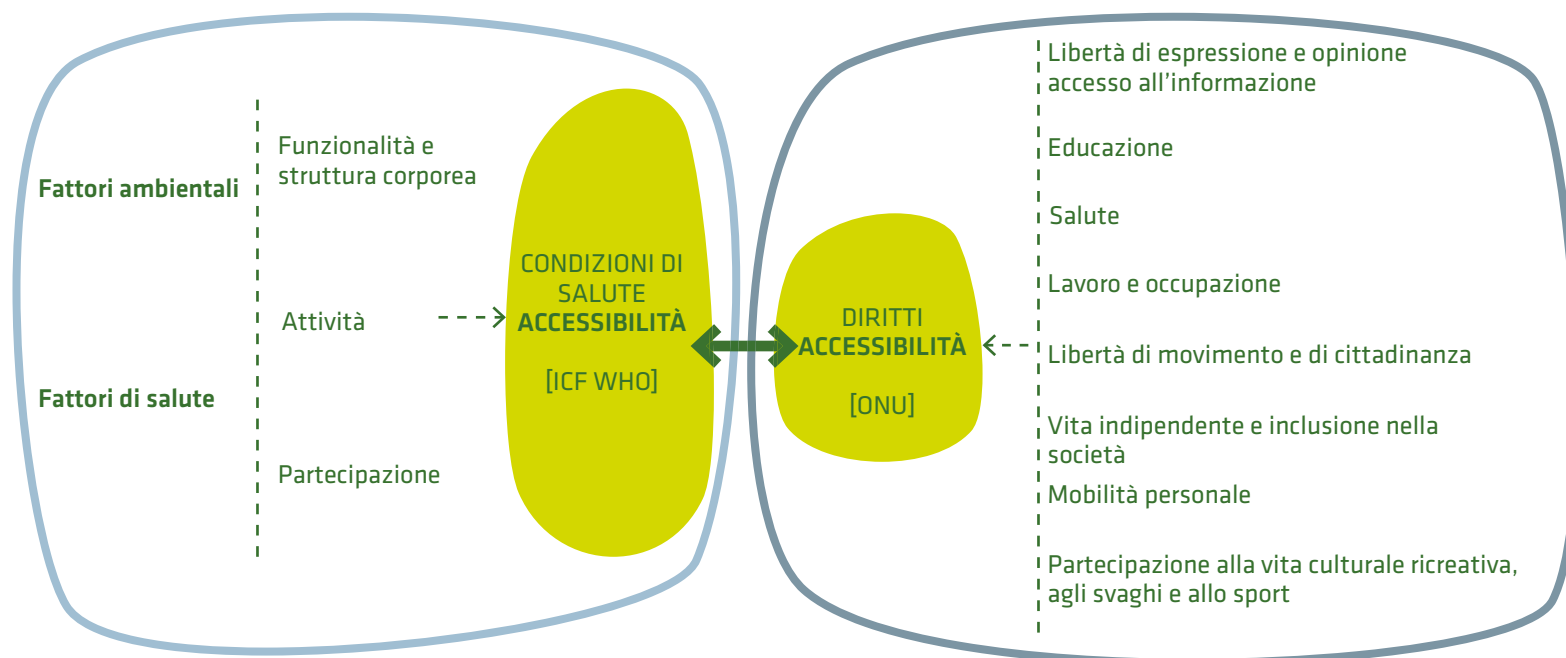 Fattori ambientali
Fattori di salute
Funzionalità e
struttura corporea
Attività
Partecipazione
CONDIZIONI DI
SALUTE
ACCESSIBILITÀ
[ICF WHO]
DIRITTI
ACCESSIBILITÀ
[ONU]
Libertà di espressione e opinione
accesso all'informazione
Educazione
Salute
Lavoro e occupazione
Libertà di movimento e di cittadinanza
Vita indipendente e inclusione nella
società
Mobilità personale
Partecipazione alla vita culturale ricreativa,
agli svaghi e allo sport